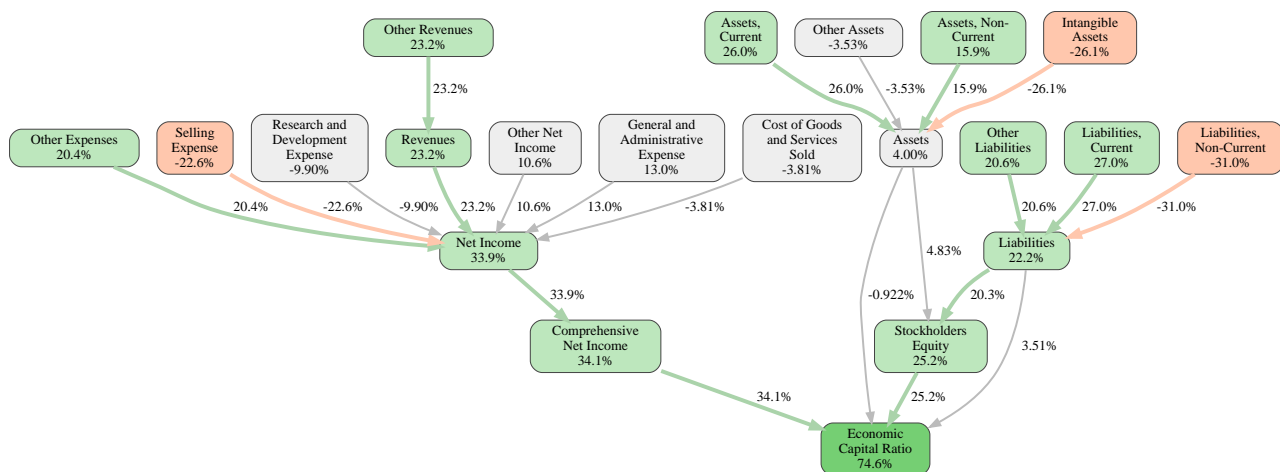 Other Revenues
23.2%
Assets,
Current
26.0%
Other Assets
-3.53%
Assets, Non-
Current
15.9%
Intangible
Assets
-26.1%
23.2%
26.0%
-3.53%
15.9%
-26.1%
Other Expenses
20.4%
Selling
Expense
-22.6%
Research and
Development
Expense
-9.90%
Revenues
23.2%
Other Net
Income
10.6%
General and
Administrative
Expense
13.0%
Cost of Goods
and Services
Sold
-3.81%
Assets
4.00%
Other
Liabilities
20.6%
Liabilities,
Current
27.0%
Liabilities,
Non-Current
-31.0%
20.4%
-22.6%
-9.90%
23.2%
10.6%
13.0%
-3.81%
20.6%
27.0%
-31.0%
Net Income
33.9%
4.83%
Liabilities
22.2%
33.9%
-0.922%
20.3%
Comprehensive
Net Income
34.1%
Stockholders
Equity
25.2%
3.51%
34.1%
25.2%
Economic
Capital Ratio
74.6%